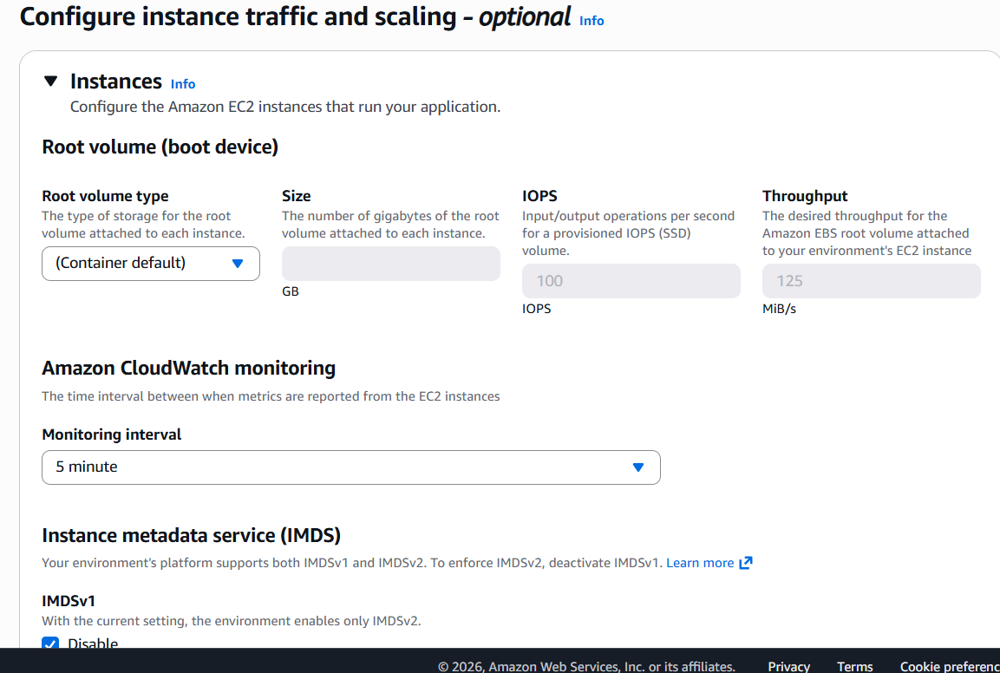 Configure instance traffic and scaling – optional Info
Instances Info
Configure the Amazon EC2 instances that run your application.
Root volume (boot device)
Root volume type
The type of storage for the root
volume attached to each instance.
(Container default)
Size
The number of gigabytes of the root
volume attached to each instance.
GB
IOPS
Input/output operations per second
for a provisioned IOPS (SSD)
volume.
100
IOPS
Throughput
The desired throughput for the
Amazon EBS root volume attached
to your environment's EC2 instance
125
MiB/s
Amazon CloudWatch monitoring
The time interval between when metrics are reported from the EC2 instances
Monitoring interval
5 minute
Instance metadata service (IMDS)
Your environment's platform supports both IMDSv1 and IMDSv2. To enforce IMDSv2, deactivate IMDSv1. Learn more
IMDSv1
With the current setting, the environment enables only IMDSv2.
Disable
© 2026, Amazon Web Services, Inc. or its affiliates. Privacy Terms Cookie preferenc